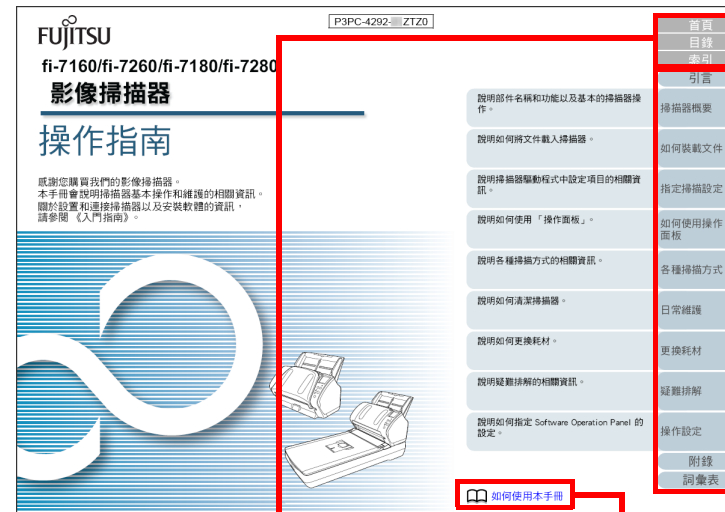 P3PC-4292- ZTZ0
FUJITSU
fi-7160/fi-7260/fi-7180/fi-7280
影像掃描器
操作指南
感謝您購買我們的影像掃描器。
本手冊會說明掃描器基本操作和維護的相關資訊。
關於設置和連接掃描器以及安裝軟體的資訊，
請參閱 《入門指南》。
首頁
目錄
索引
引言
說明部件名稱和功能以及基本的掃描器操
作。
掃描器概要
說明如何將文件載入掃描器。
如何裝載文件
說明掃描器驅動程式中設定項目的相關資
訊。
指定掃描設定
說明如何使用 「操作面板」。
如何使用操作
面板
說明各種掃描方式的相關資訊。
各種掃描方式
說明如何清潔掃描器。
日常維護
說明如何更換耗材。
更換耗材
說明疑難排解的相關資訊。
疑難排解
說明如何指定 Software Operation Panel 的
設定。
操作設定
附錄
詞彙表
如何使用本手冊